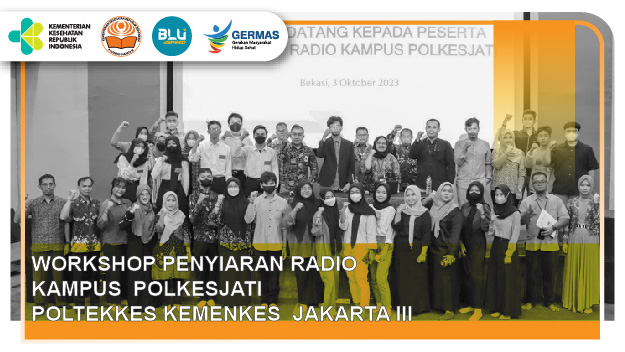 KEMENTERIAN
KESEHATAN
REPUBLIK
INDONESIA
BLU
GERMAS
Gerakan Masyarakat
Hidup Sehat
DATANG KEPADA PESERTA
RADIO KAMPUS POLKESJATI
Bekasi, 3 Oktober 2023
WORKSHOP PENYIARAN RADIO
KAMPUS POLKESJATI
POLTEKKES KEMENKES JAKARTA III